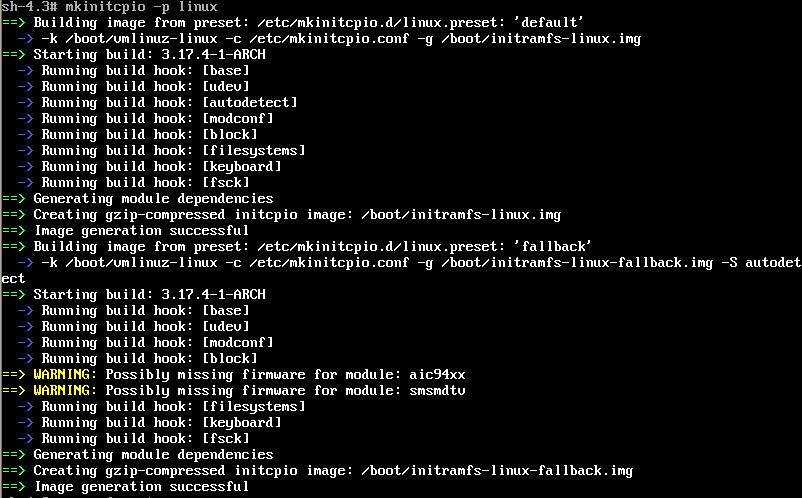 sh-4.3# mkinitcpio -p linux
==> Building image from preset: /etc/mkinitcpio.d/linux.preset: 'default'
  -> -k /boot/vmlinuz-linux -c /etc/mkinitcpio.conf -g /boot/initramfs-linux.img
==> Starting build: 3.17.4-1-ARCH
  -> Running build hook: [base]
  -> Running build hook: [udev]
  -> Running build hook: [autodetect]
  -> Running build hook: [modconf]
  -> Running build hook: [block]
  -> Running build hook: [filesystems]
  -> Running build hook: [keyboard]
  -> Running build hook: [fsck]
==> Generating module dependencies
==> Creating gzip-compressed initcpio image: /boot/initramfs-linux.img
==> Image generation successful
==> Building image from preset: /etc/mkinitcpio.d/linux.preset: 'fallback'
  -> -k /boot/vmlinuz-linux -c /etc/mkinitcpio.conf -g /boot/initramfs-linux-fallback.img -S autodet
ect
==> Starting build: 3.17.4-1-ARCH
  -> Running build hook: [base]
  -> Running build hook: [udev]
  -> Running build hook: [modconf]
  -> Running build hook: [block]
==> WARNING: Possibly missing firmware for module: aic94xx
==> WARNING: Possibly missing firmware for module: smsmdtv
  -> Running build hook: [filesystems]
  -> Running build hook: [keyboard]
  -> Running build hook: [fsck]
==> Generating module dependencies
==> Creating gzip-compressed initcpio image: /boot/initramfs-linux-fallback.img
==> Image generation successful